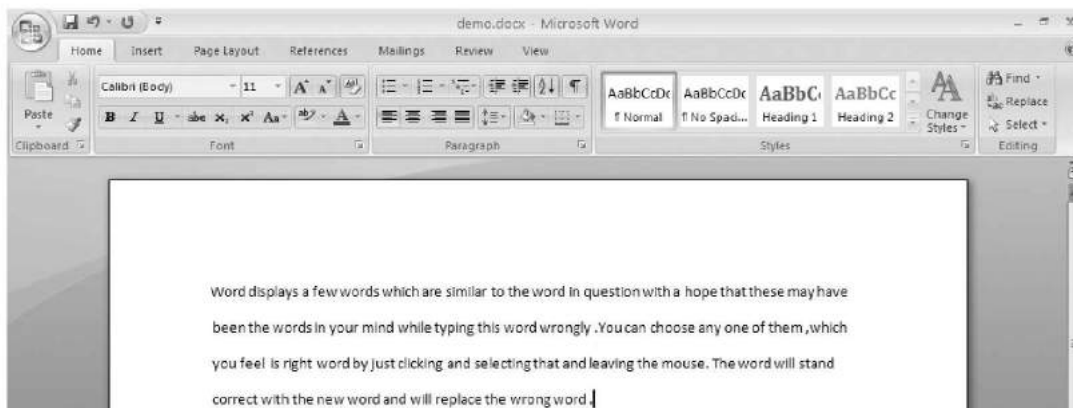 demo.docx - Microsoft Word
Home Insert Page Layout References Mailings Review View
Paste
Calibri (Body) 11 A A Aa
B I U abc x, x² Aa ab A
AaBbCcDc AaBbCcDc AaBbC AaBbCc
¶ Normal ¶ No Spaci... Heading 1 Heading 2
Change Styles
Find
Replace
Select
Clipboard Font Paragraph Styles Editing
Word displays a few words which are similar to the word in question with a hope that these may have
been the words in your mind while typing this word wrongly .You can choose any one of them ,which
you feel is right word by just clicking and selecting that and leaving the mouse. The word will stand
correct with the new word and will replace the wrong word .